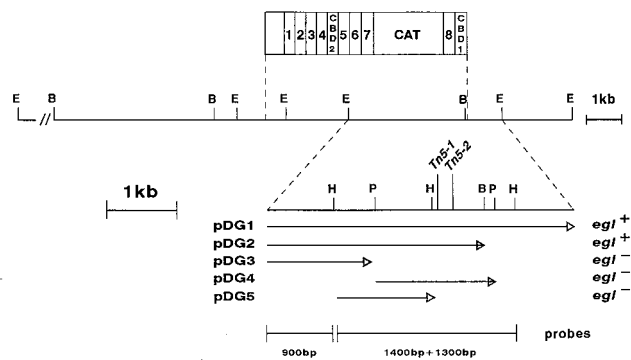 1 2 3 4 CBD2 5 6 7 CAT 8 CBD1
E B B E E E B E E 1kb
//
Tn5-1 Tn5-2
1kb H P H B P H
pDG1 egl +
pDG2 egl +
pDG3 egl −
pDG4 egl −
pDG5 egl −
900bp 1400bp+1300bp probes